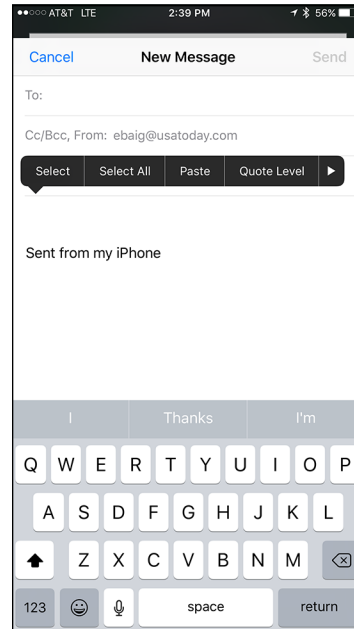 AT&T LTE 2:39 PM 56%
Cancel New Message Send
To:
Cc/Bcc, From: ebaig@usatoday.com
Select Select All Paste Quote Level
Sent from my iPhone
I Thanks I'm
Q W E R T Y U I O P
A S D F G H J K L
Z X C V B N M
123 space return